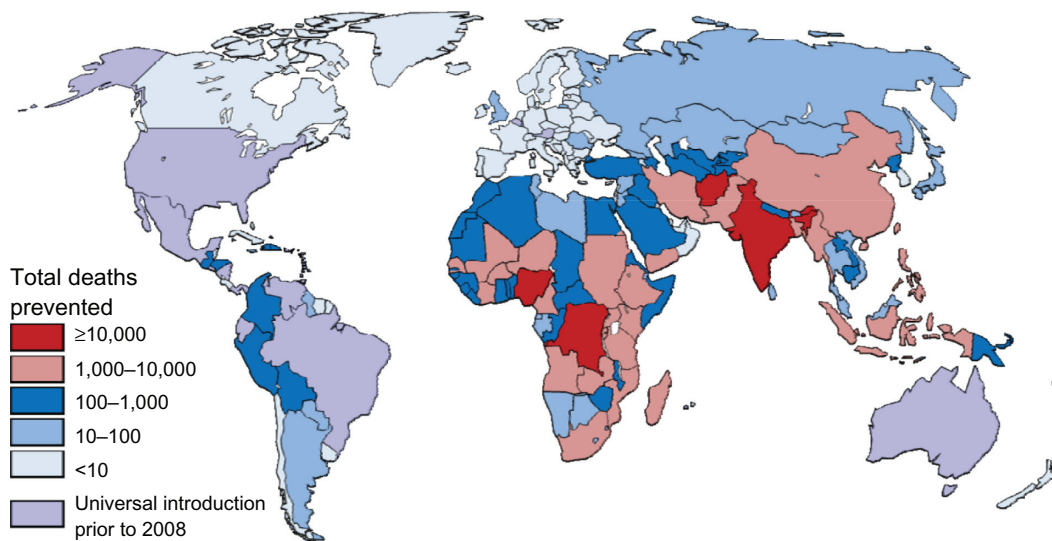 Total deaths
prevented
≥10,000
1,000–10,000
100–1,000
10–100
<10
Universal introduction
prior to 2008